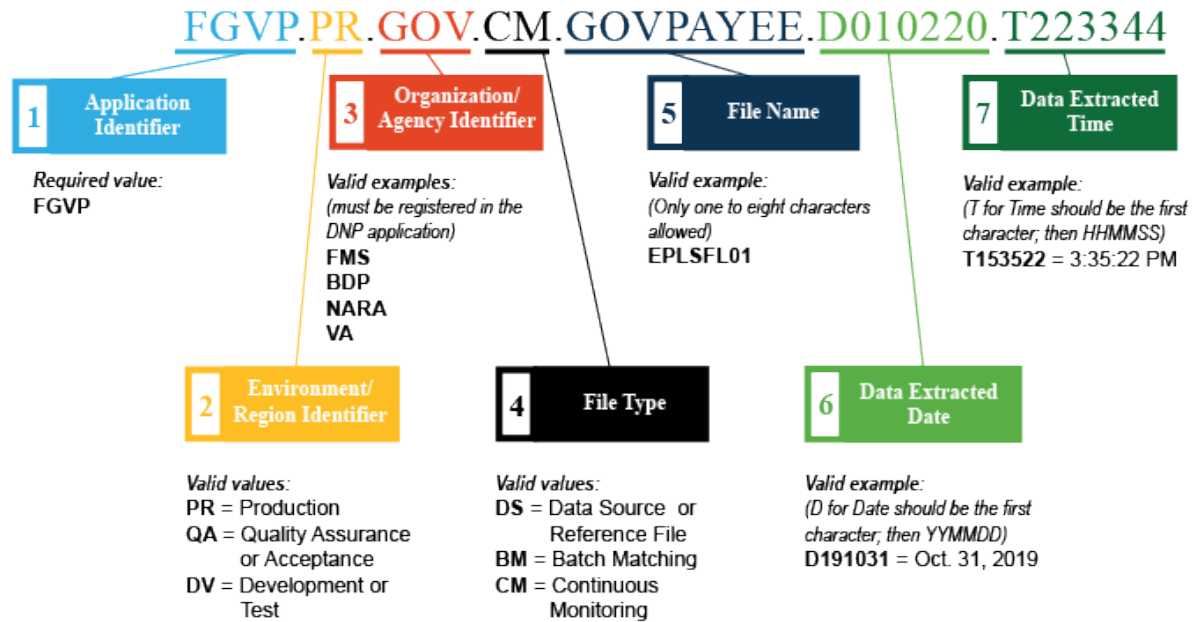 FGVP.PR.GOV.CM.GOVPAYEE.D010220.T223344
1
Application
Identifier
Required value:
FGVP
3
Organization/
Agency Identifier
Valid examples:
(must be registered in the
DNP application)
FMS
BDP
NARA
VA
5
File Name
Valid example:
(Only one to eight characters
allowed)
EPLSFL01
7
Data Extracted
Time
Valid example:
(T for Time should be the first
character; then HHMMSS)
T153522 = 3:35:22 PM
2
Environment/
Region Identifier
Valid values:
PR = Production
QA = Quality Assurance
or Acceptance
DV = Development or
Test
4
File Type
Valid values:
DS = Data Source or
Reference File
BM = Batch Matching
CM = Continuous
Monitoring
6
Data Extracted
Date
Valid example:
(D for Date should be the first
character; then YYMMDD)
D191031 = Oct. 31, 2019